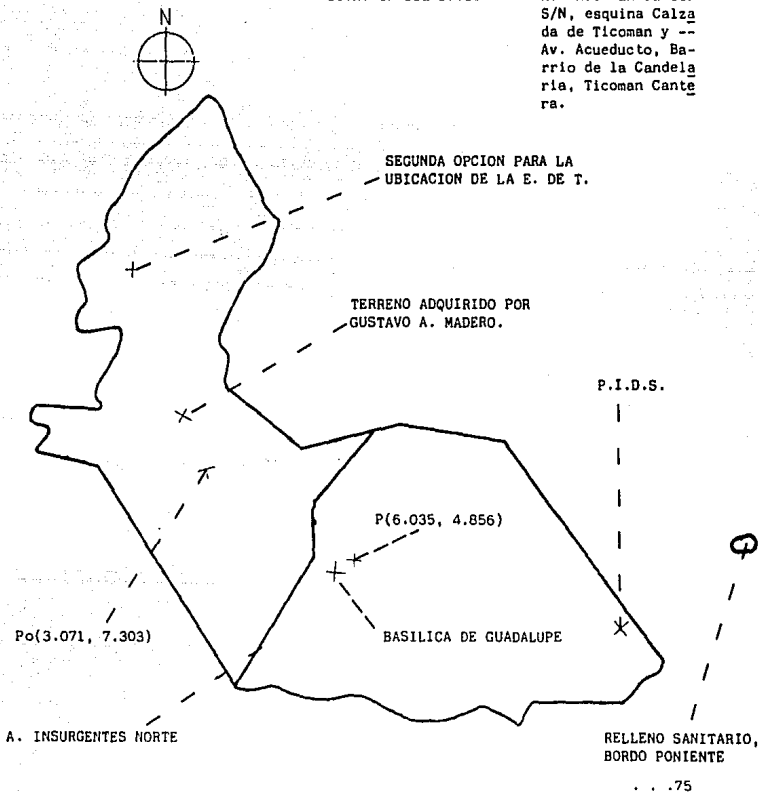 S/N, esquina Calza
da de Ticoman y --
Av. Acueducto, Ba-
rrio de la Candela
ria, Ticoman Cante
ra.
N
SEGUNDA OPCION PARA LA
UBICACION DE LA E. DE T.
TERRENO ADQUIRIDO POR
GUSTAVO A. MADERO.
P.I.D.S.
P(6.035, 4.856)
Po(3.071, 7.303)
BASILICA DE GUADALUPE
A. INSURGENTES NORTE
RELLENO SANITARIO,
BORDO PONIENTE
. . .75